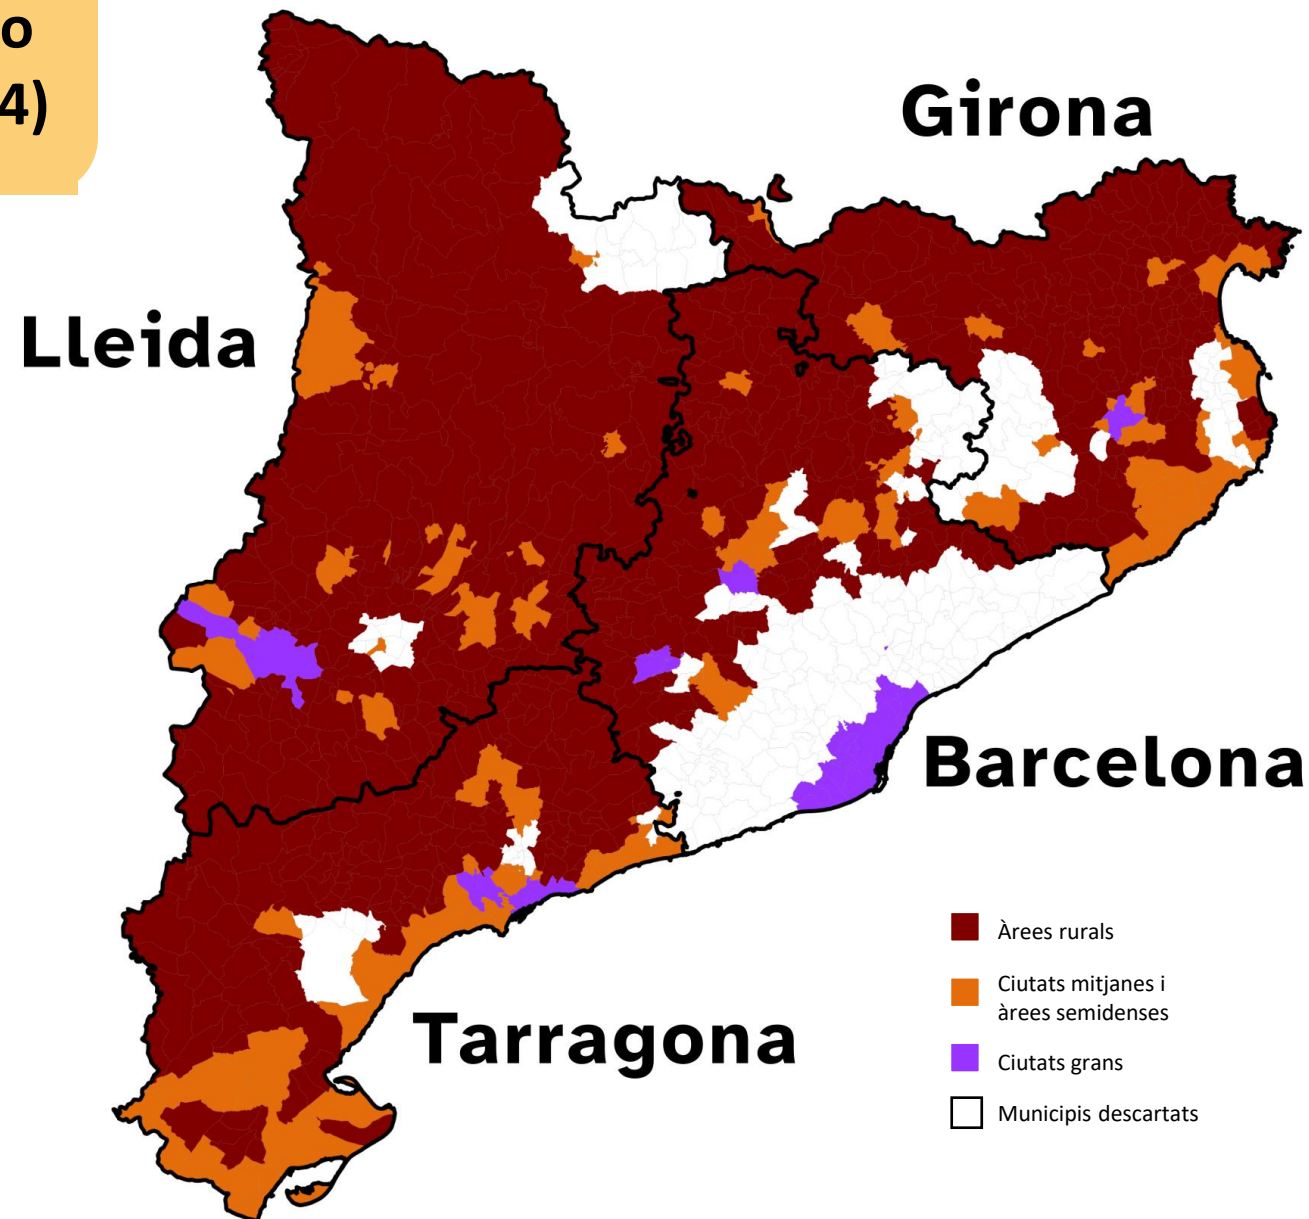 o
4)
Girona
Lleida
Barcelona
Tarragona
Àrees rurals
Ciutats mitjanes i
àrees semidenses
Ciutats grans
Municipis descartats